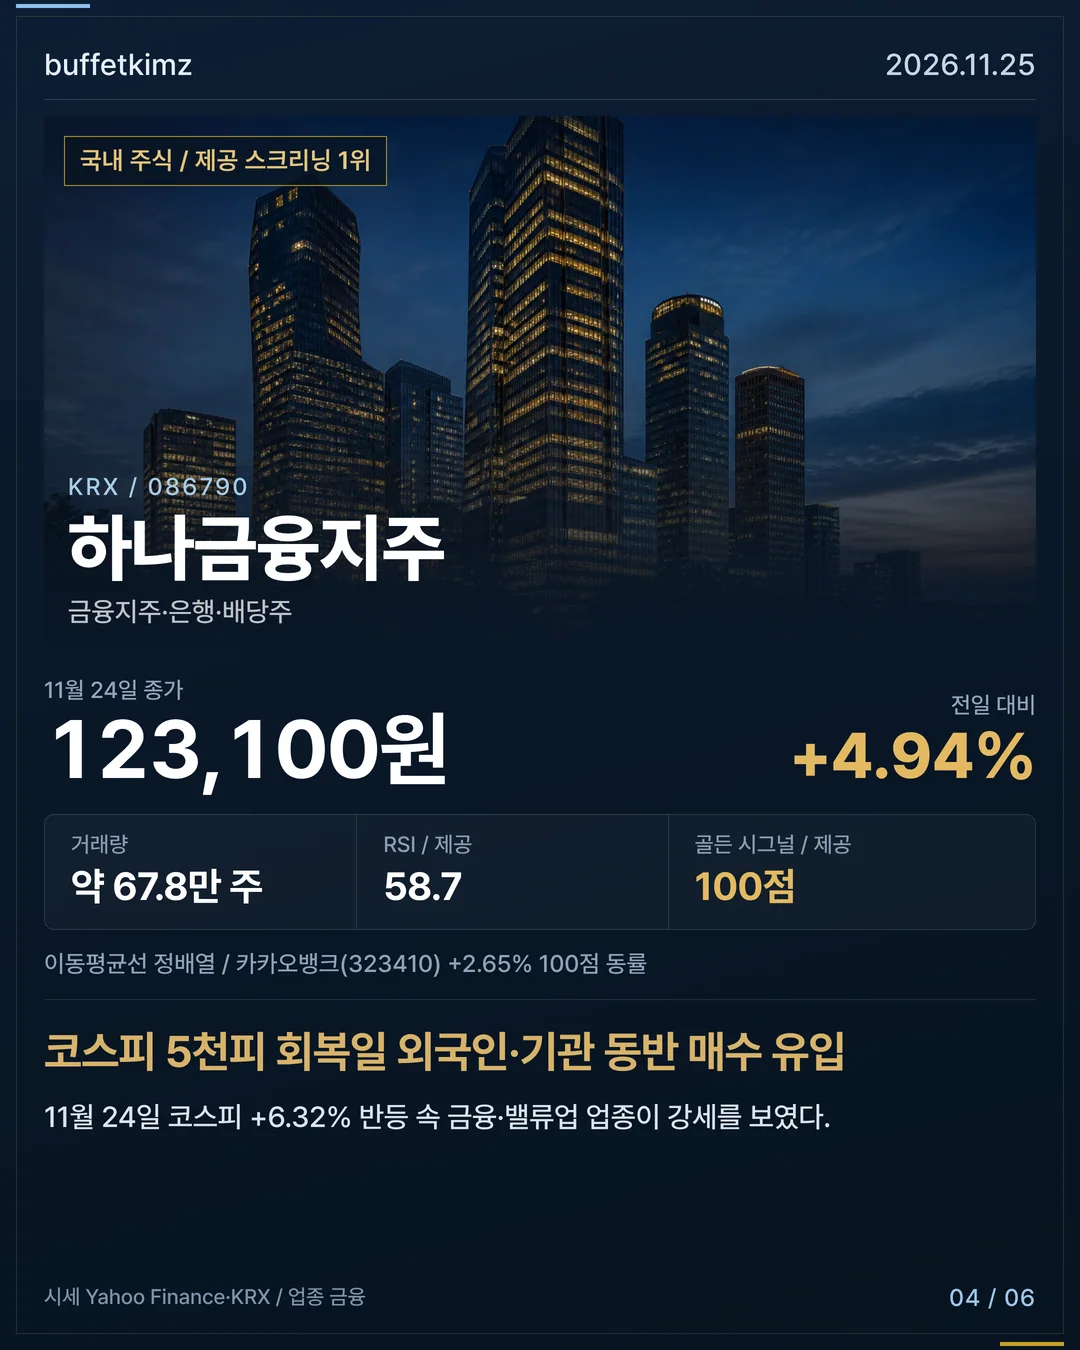 buffetkimz
2026.11.25
국내 주식 / 제공 스크리닝 1위
KRX / 086790
하나금융지주
금융지주·은행·배당주
11월 24일 종가
123,100원
전일 대비
+4.94%
거래량
약 67.8만 주
RSI / 제공
58.7
골든 시그널 / 제공
100점
이동평균선 정배열 / 카카오뱅크(323410) +2.65% 100점 동률
코스피 5천피 회복일 외국인·기관 동반 매수 유입
11월 24일 코스피 +6.32% 반등 속 금융·밸류업 업종이 강세를 보였다.
시세 Yahoo Finance·KRX / 업종 금융
04 / 06